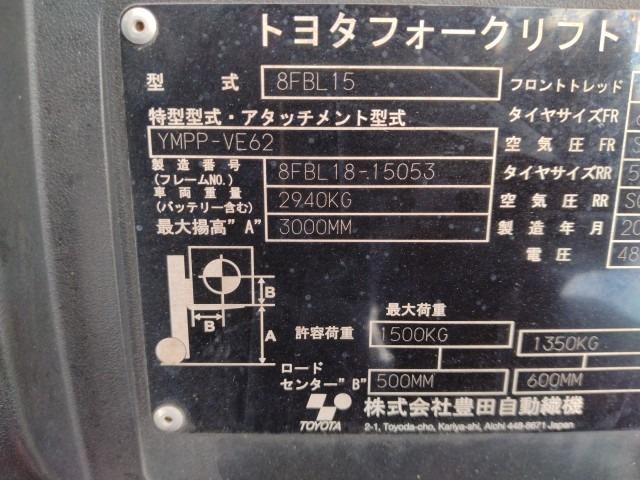 トヨタフォークリフト
型 式 8FBL15 フロントトレッド
特型型式・アタッチメント型式 タイヤサイズFR
YMPP-VE62 空気圧FR
製造番号 8FBL18-15053 タイヤサイズRR 5
(フレームNO.)
車両重量 2940KG 空気圧RR
(バッテリー含む)
最大揚高"A" 3000MM 製造年月 20
電圧 48
B
B
A
最大荷重
許容荷重 1500KG 1350KG
ロード
センター"B" 500MM 600MM
TOYOTA 株式会社豊田自動織機
2-1, Toyoda-cho, Kariya-shi, Aichi 448-8671 Japan